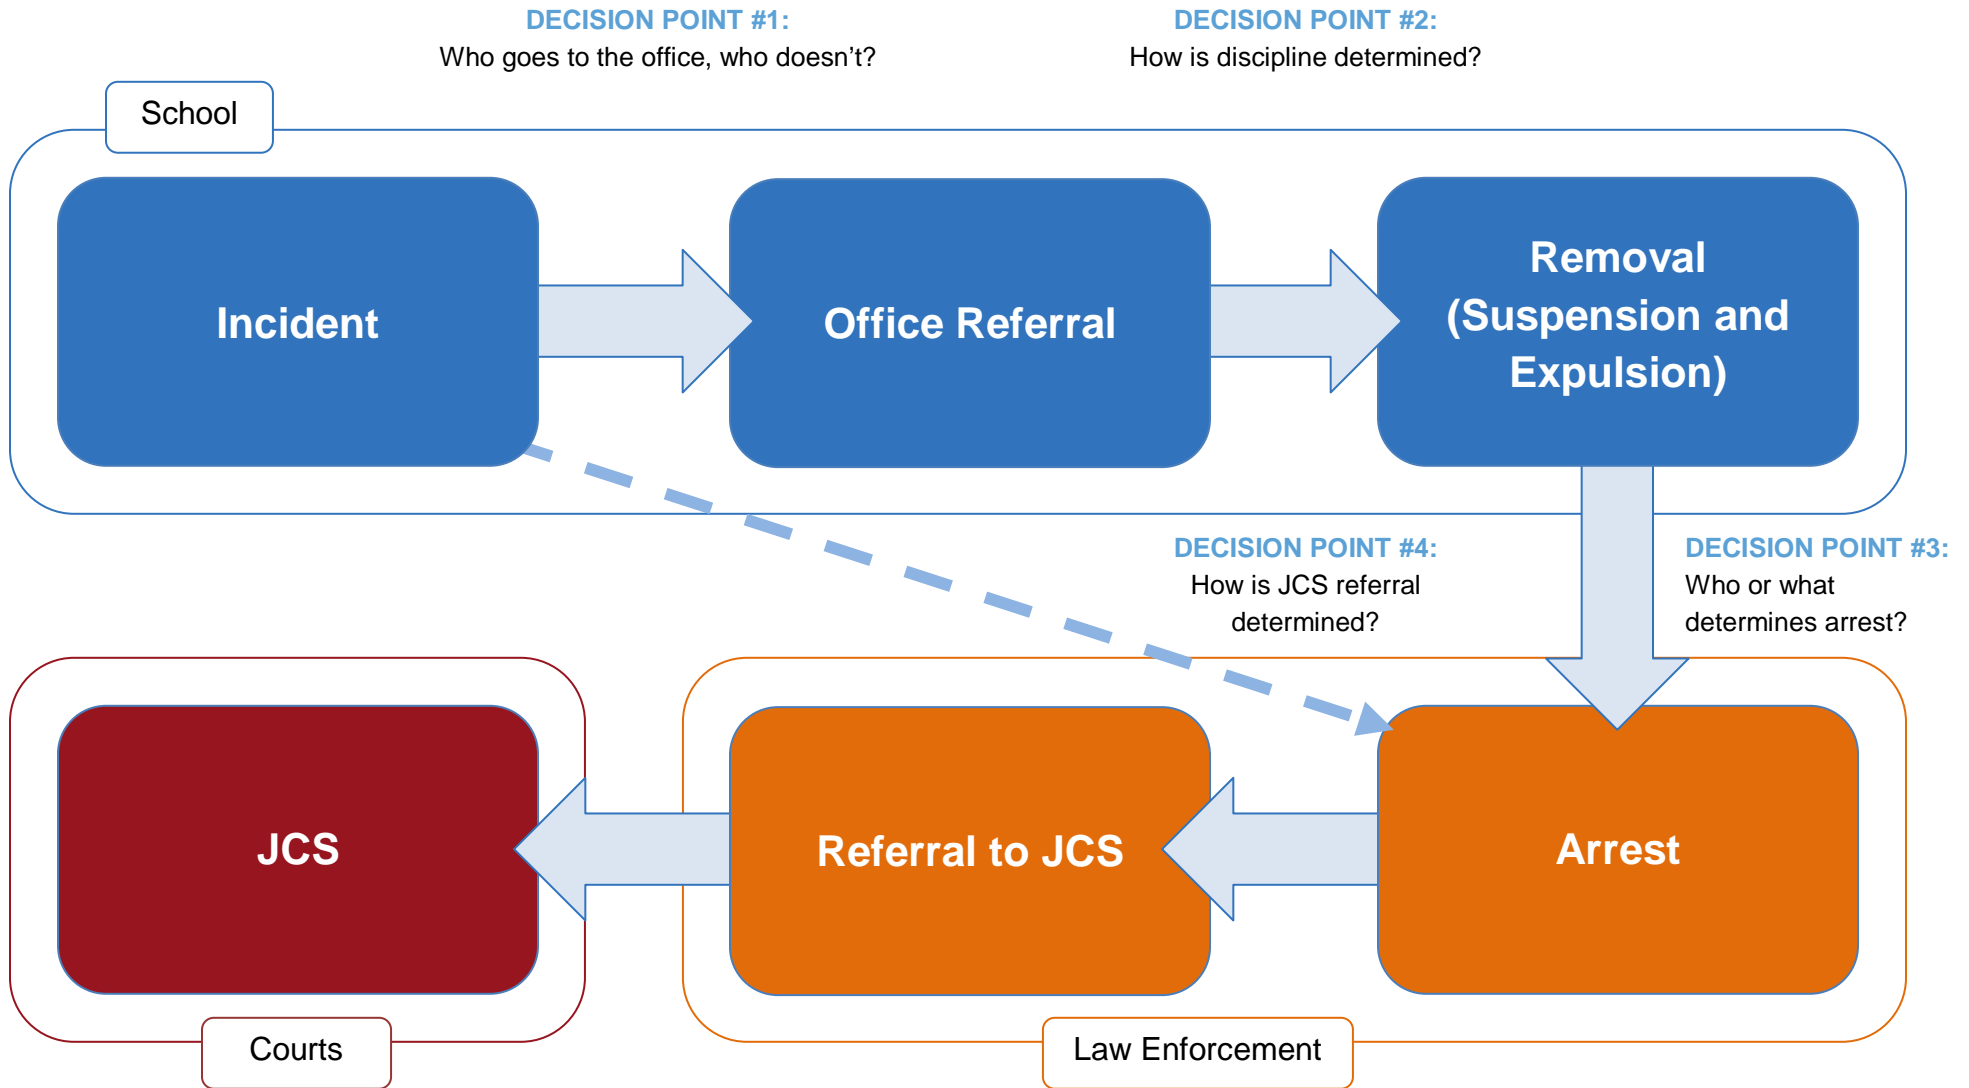 DECISION POINT #1:
Who goes to the office, who doesn’t?
DECISION POINT #2:
How is discipline determined?
School
Incident
Office Referral
Removal
(Suspension and
Expulsion)
DECISION POINT #4:
How is JCS referral
determined?
DECISION POINT #3:
Who or what
determines arrest?
JCS
Referral to JCS
Arrest
Courts
Law Enforcement